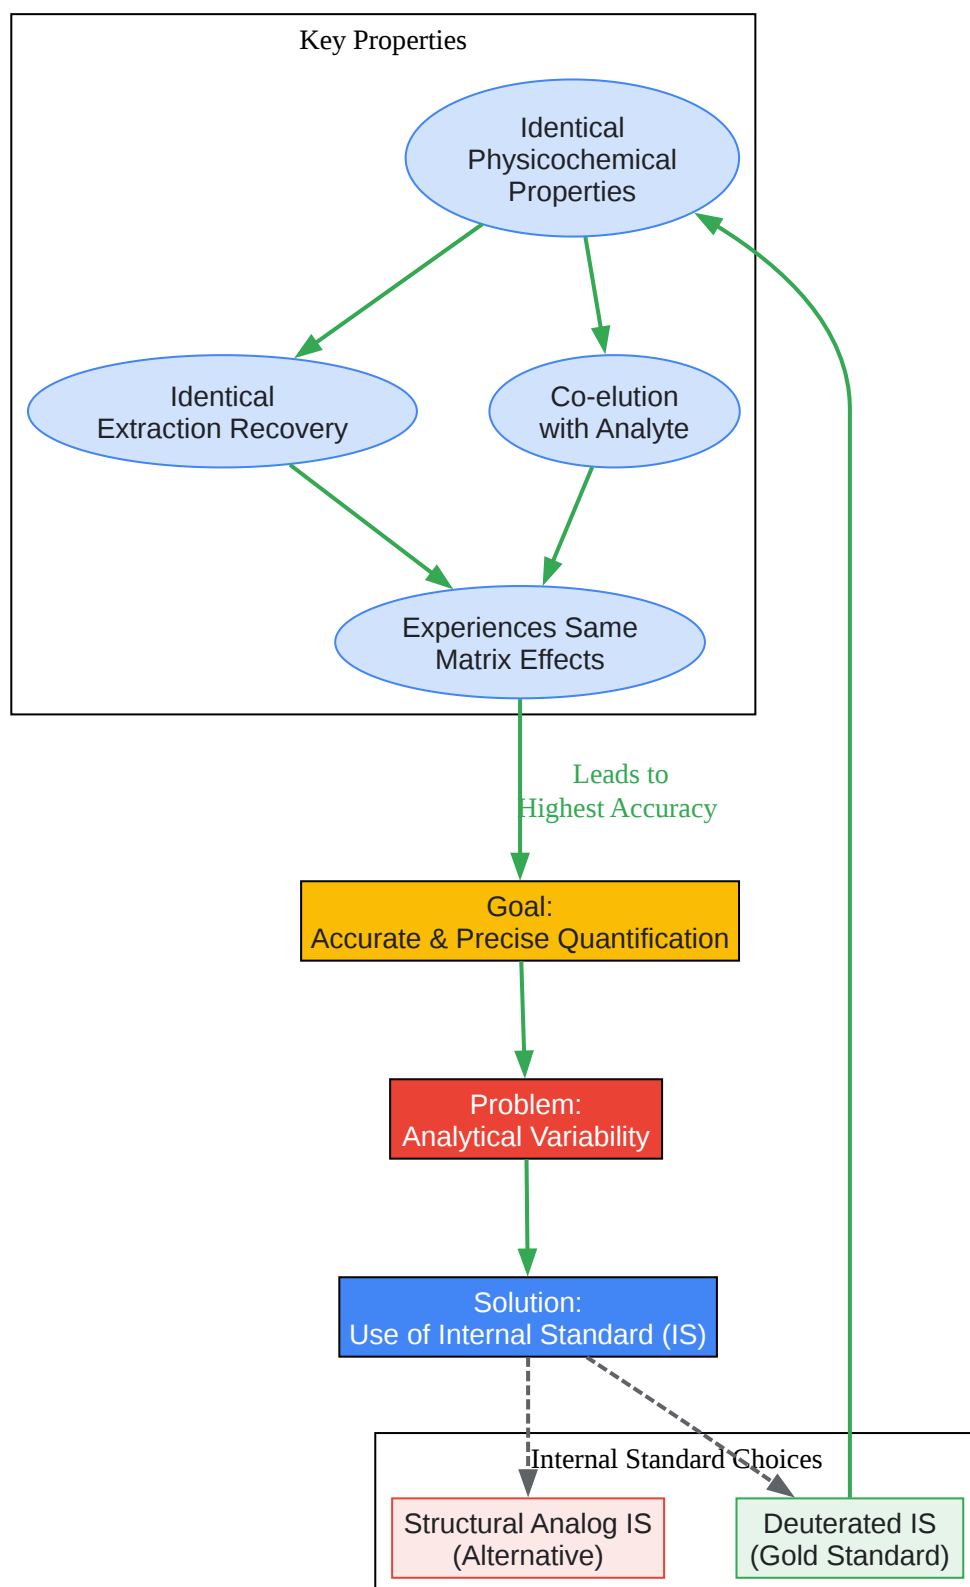 Key Properties
Identical
Physicochemical
Properties
Identical
Extraction Recovery
Co-elution
with Analyte
Experiences Same
Matrix Effects
Leads to
Highest Accuracy
Goal:
Accurate & Precise Quantification
Problem:
Analytical Variability
Solution:
Use of Internal Standard (IS)
Internal Standard Choices
Structural Analog IS
(Alternative)
Deuterated IS
(Gold Standard)